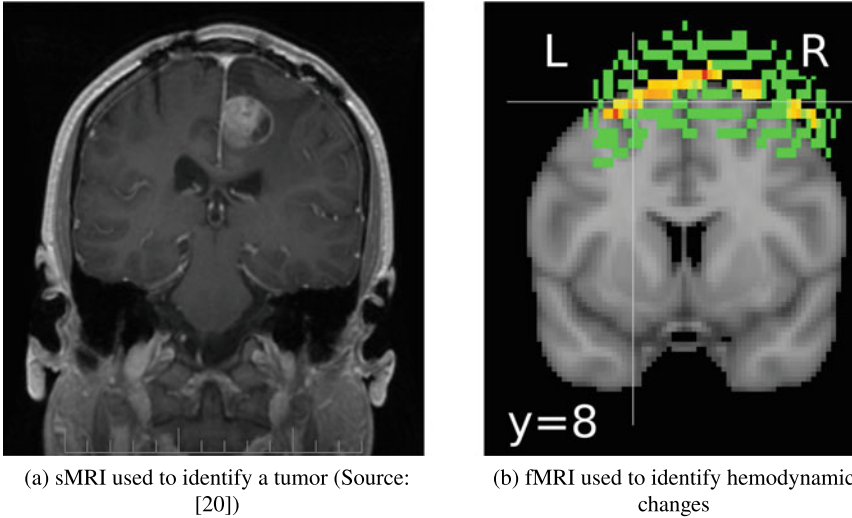 L
R
y=8
(a) sMRI used to identify a tumor (Source:
[20])
(b) fMRI used to identify hemodynamic
changes